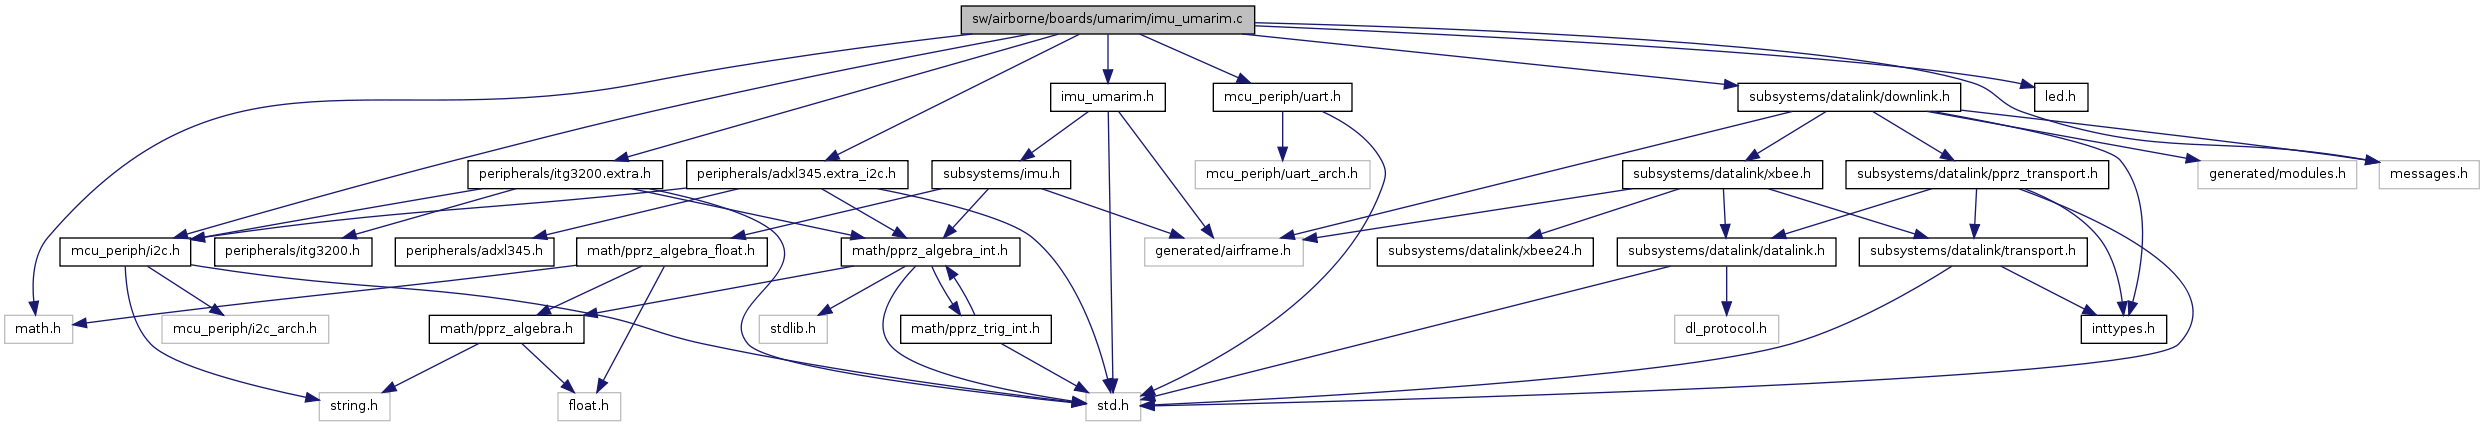 sw/airborne/boards/umarim/imu_umarim.c
imu_umarim.h
mcu_periph/uart.h
subsystems/datalink/downlink.h
led.h
peripherals/itg3200.extra.h
peripherals/adxl345.extra_i2c.h
subsystems/imu.h
mcu_periph/uart_arch.h
subsystems/datalink/xbee.h
subsystems/datalink/pprz_transport.h
generated/modules.h
messages.h
mcu_periph/i2c.h
peripherals/itg3200.h
peripherals/adxl345.h
math/pprz_algebra_float.h
math/pprz_algebra_int.h
generated/airframe.h
subsystems/datalink/xbee24.h
subsystems/datalink/datalink.h
subsystems/datalink/transport.h
math.h
mcu_periph/i2c_arch.h
math/pprz_algebra.h
stdlib.h
math/pprz_trig_int.h
dl_protocol.h
inttypes.h
string.h
float.h
std.h